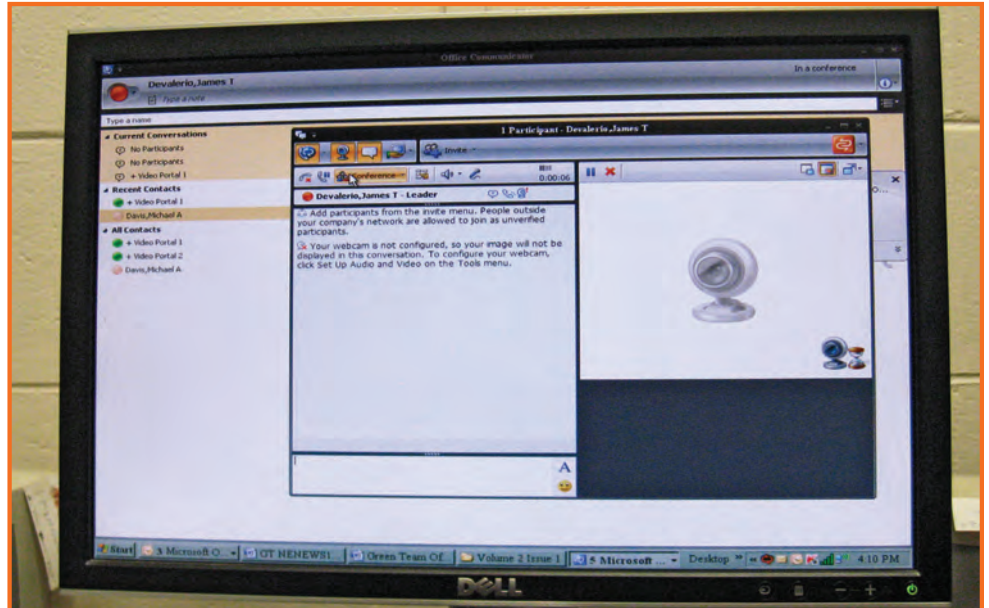 Office Communicator
Devalerio,James T
In a conference
Type a note
Type a name
Current Conversations
No Participants
No Participants
+ Video Portal 1
Recent Contacts
+ Video Portal 1
Davis,Michael A
All Contacts
+ Video Portal 1
+ Video Portal 2
Davis,Michael A
1 Participant - Devalerio,James T
Invite
Conference
0:00:06
Devalerio,James T - Leader
Add participants from the invite menu. People outside
your company's network are allowed to join as unverified
participants.
Your webcam is not configured, so your image will not be
displayed in this conversation. To configure your webcam,
click Set Up Audio and Video on the Tools menu.
A
Start
3 Microsoft O...
GT NENEWS1...
Green Team Of...
Volume 2 Issue 1
5 Microsoft ...
Desktop
4:10 PM
DELL